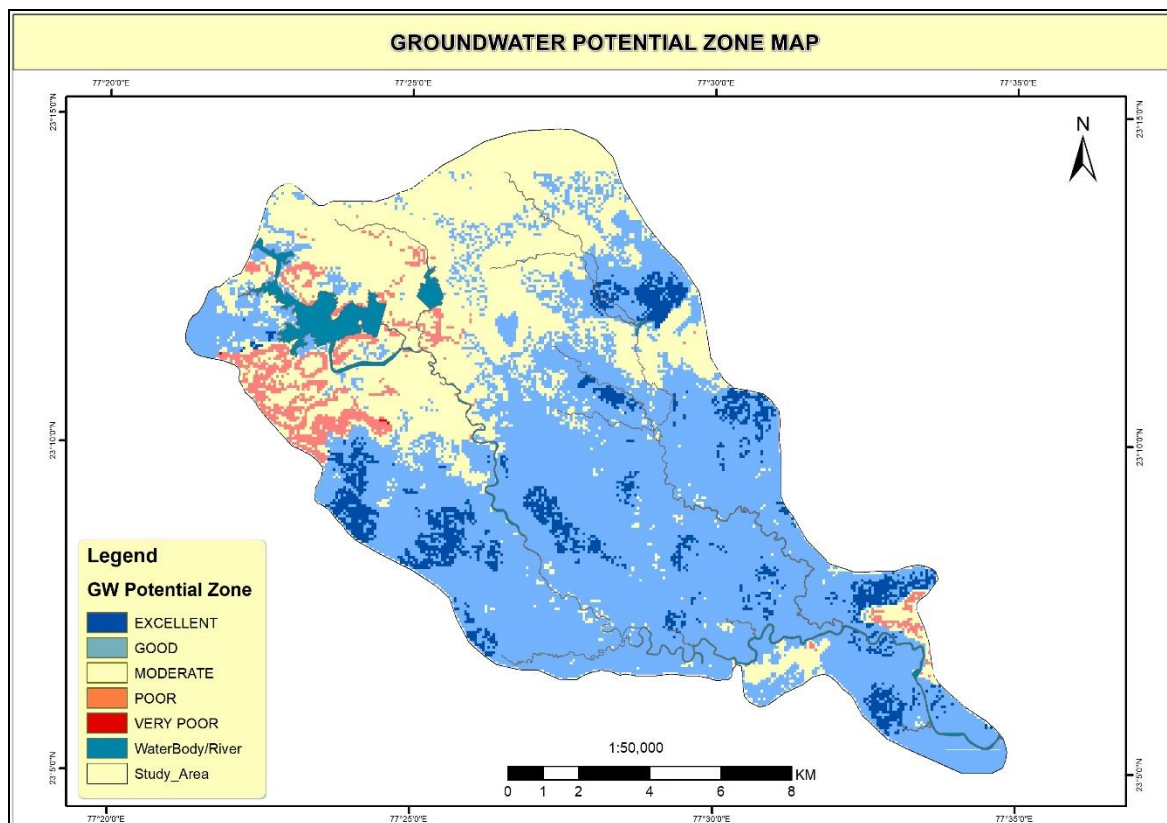 GROUNDWATER POTENTIAL ZONE MAP
77°20'0"E 77°25'0"E 77°30'0"E 77°35'0"E
23°15'0"N 23°15'0"N
N
23°10'0"N 23°10'0"N
Legend
GW Potential Zone
EXCELLENT
GOOD
MODERATE
POOR
VERY POOR
WaterBody/River
Study_Area
1:50,000
KM
0 1 2 4 6 8
23°5'0"N 23°5'0"N
77°20'0"E 77°25'0"E 77°30'0"E 77°35'0"E